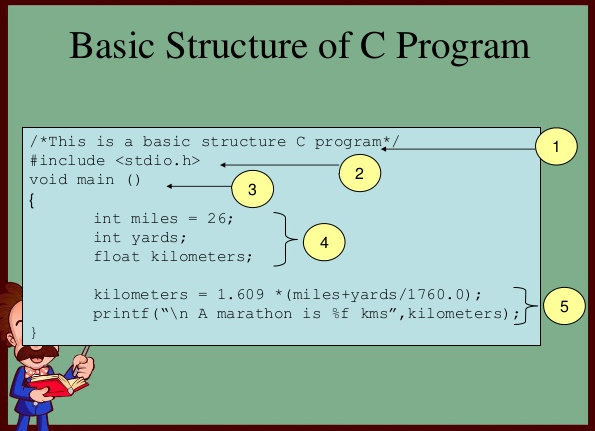 Basic Structure of C Program
/*This is a basic structure C program*/
1
#include <stdio.h>
2
void main ()
3
{
int miles = 26;
int yards;
4
float kilometers;
kilometers = 1.609 *(miles+yards/1760.0);
5
printf(“\n A marathon is %f kms”,kilometers);
}